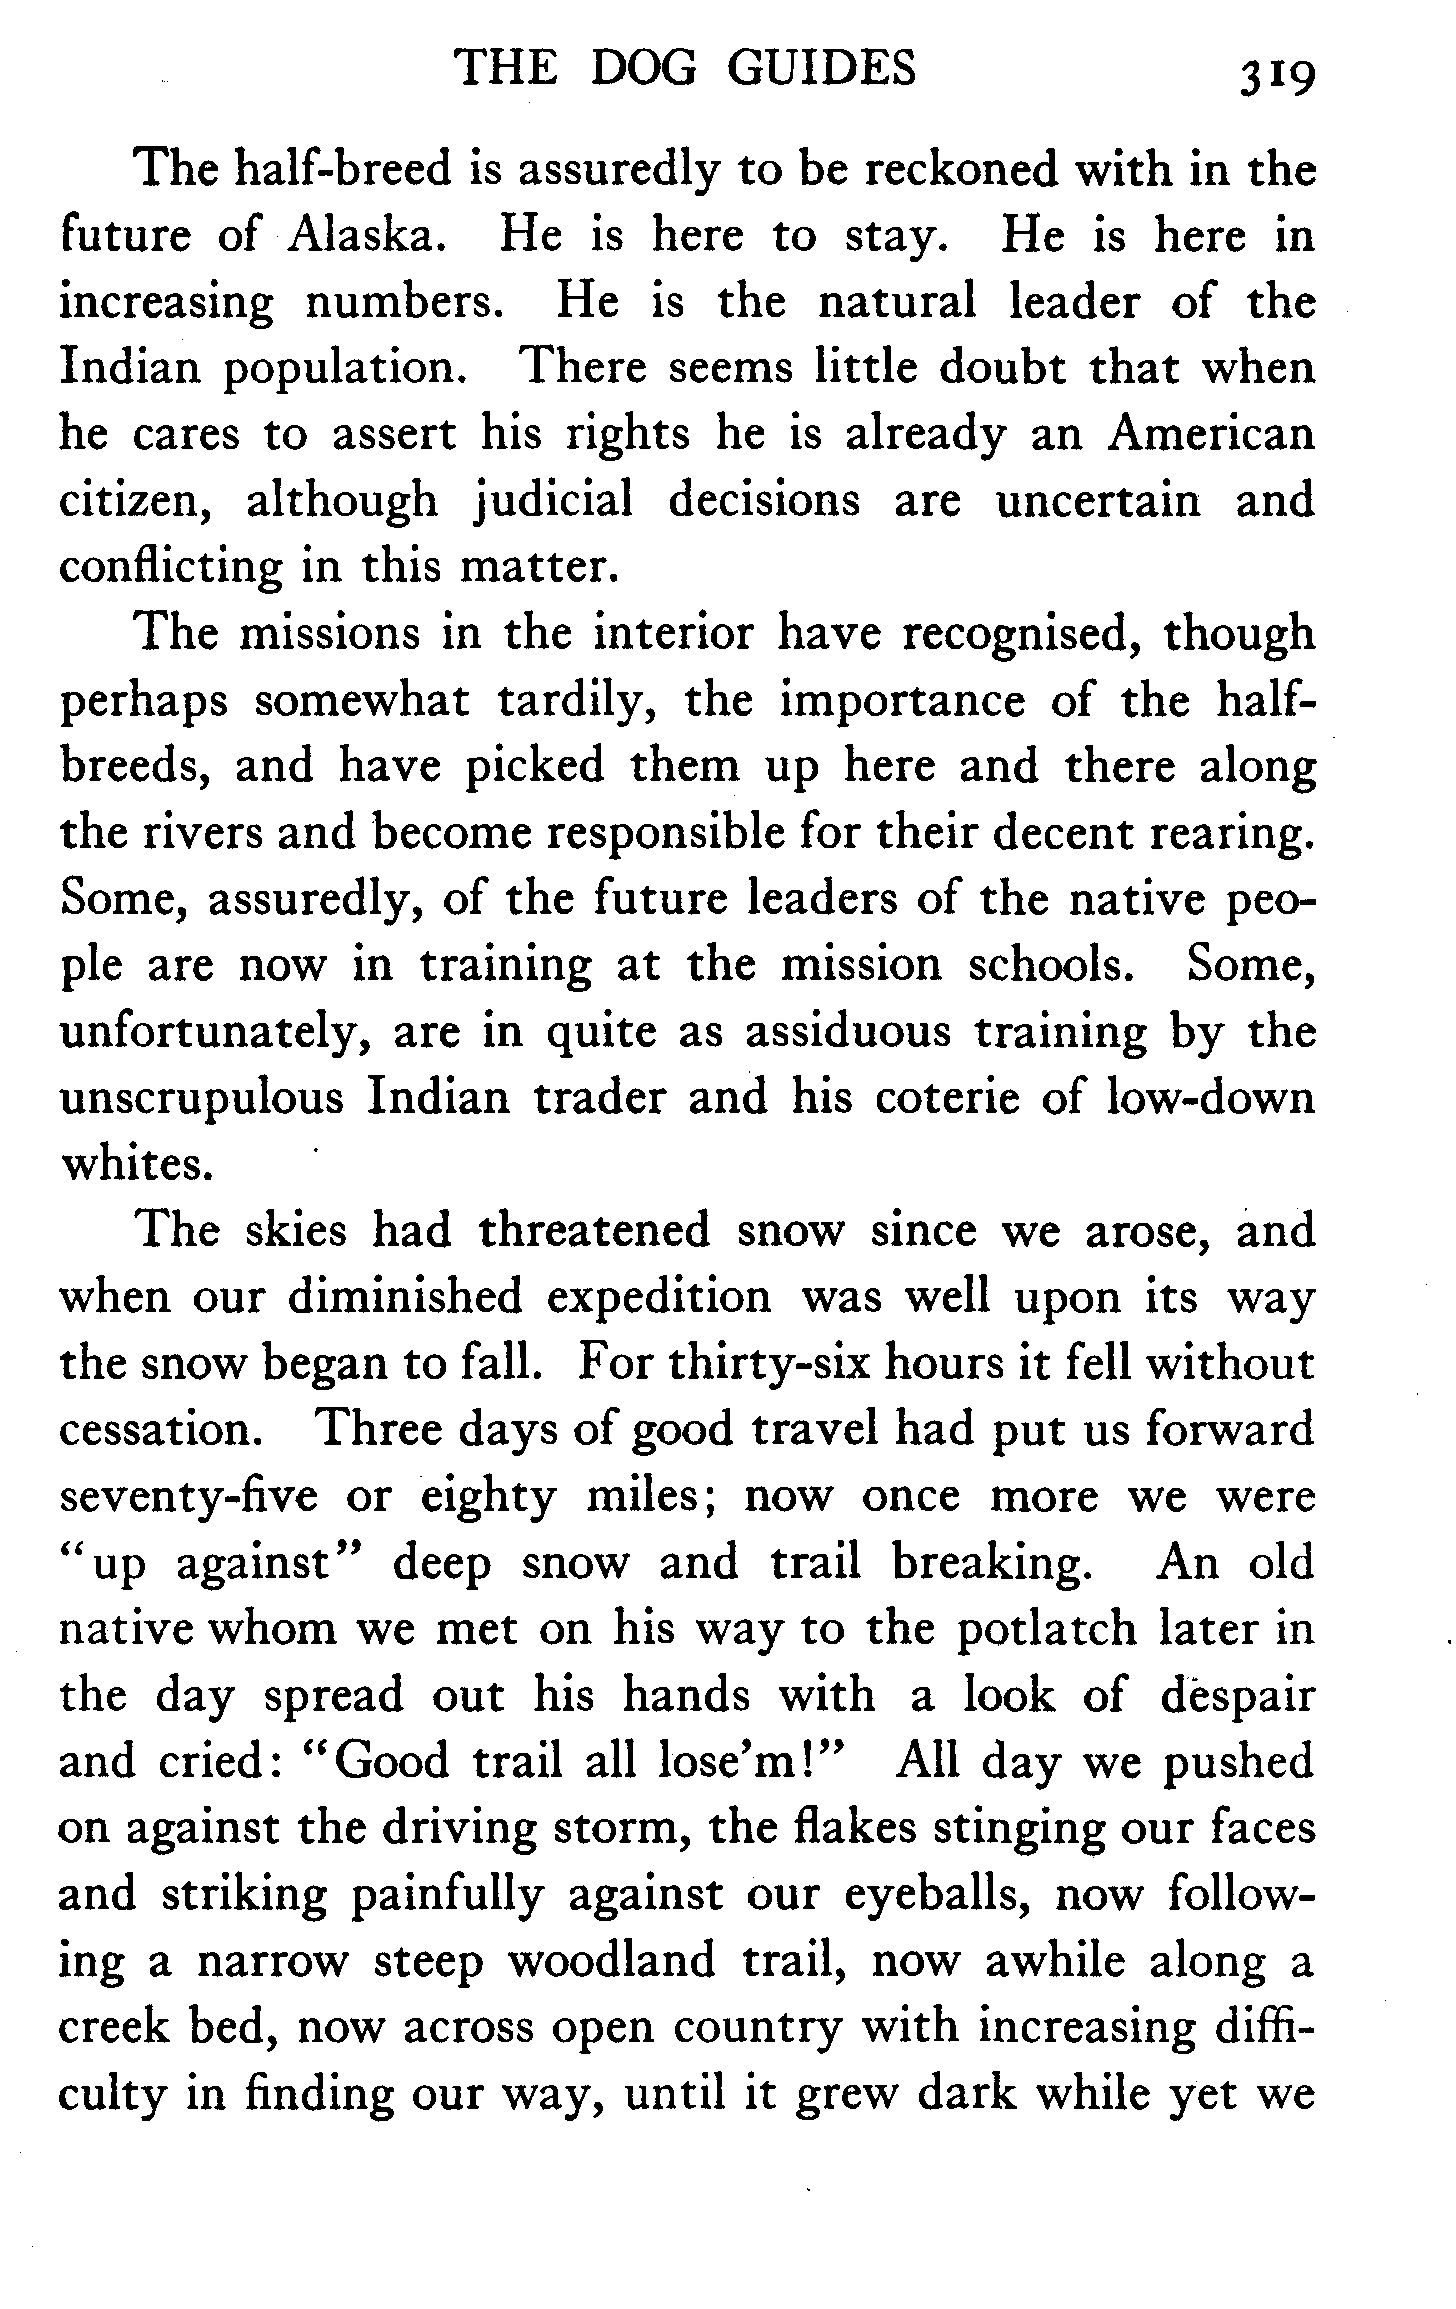 THE DOG GUIDES 319
The half-breed is assuredly to be reckoned with in the
future of Alaska. He is here to stay. He is here in
increasing numbers. He is the natural leader of the
Indian population. There seems little doubt that when
he cares to assert his rights he is already an American
citizen, although judicial decisions are uncertain and
conflicting in this matter.
The missions in the interior have recognised, though
perhaps somewhat tardily, the importance of the half-
breeds, and have picked them up here and there along
the rivers and become responsible for their decent rearing.
Some, assuredly, of the future leaders of the native peo-
ple are now in training at the mission schools. Some,
unfortunately, are in quite as assiduous training by the
unscrupulous Indian trader and his coterie of low-down
whites.
The skies had threatened snow since we arose, and
when our diminished expedition was well upon its way
the snow began to fall. For thirty-six hours it fell without
cessation. Three days of good travel had put us forward
seventy-five or eighty miles; now once more we were
"up against" deep snow and trail breaking. An old
native whom we met on his way to the potlatch later in
the day spread out his hands with a look of despair
and cried: "Good trail all lose'm!" All day we pushed
on against the driving storm, the flakes stinging our faces
and striking painfully against our eyeballs, now follow-
ing a narrow steep woodland trail, now awhile along a
creek bed, now across open country with increasing diffi-
culty in finding our way, until it grew dark while yet we